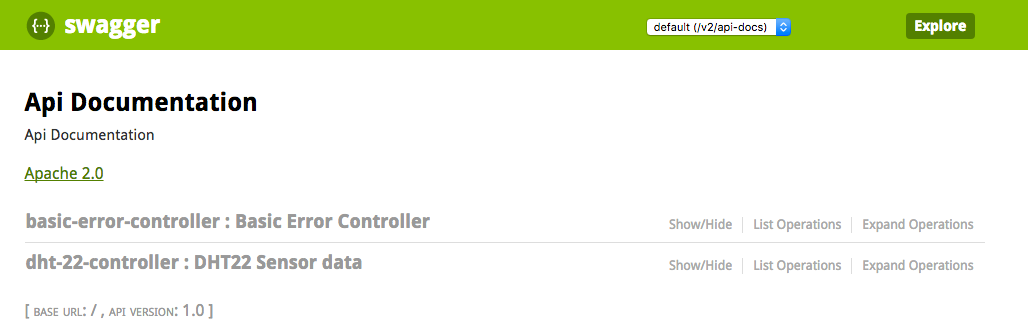 {···} swagger default (/v2/api-docs) Explore
Api Documentation
Api Documentation
Apache 2.0
basic-error-controller : Basic Error Controller Show/Hide List Operations Expand Operations
dht-22-controller : DHT22 Sensor data Show/Hide List Operations Expand Operations
[ BASE URL: / , API VERSION: 1.0 ]